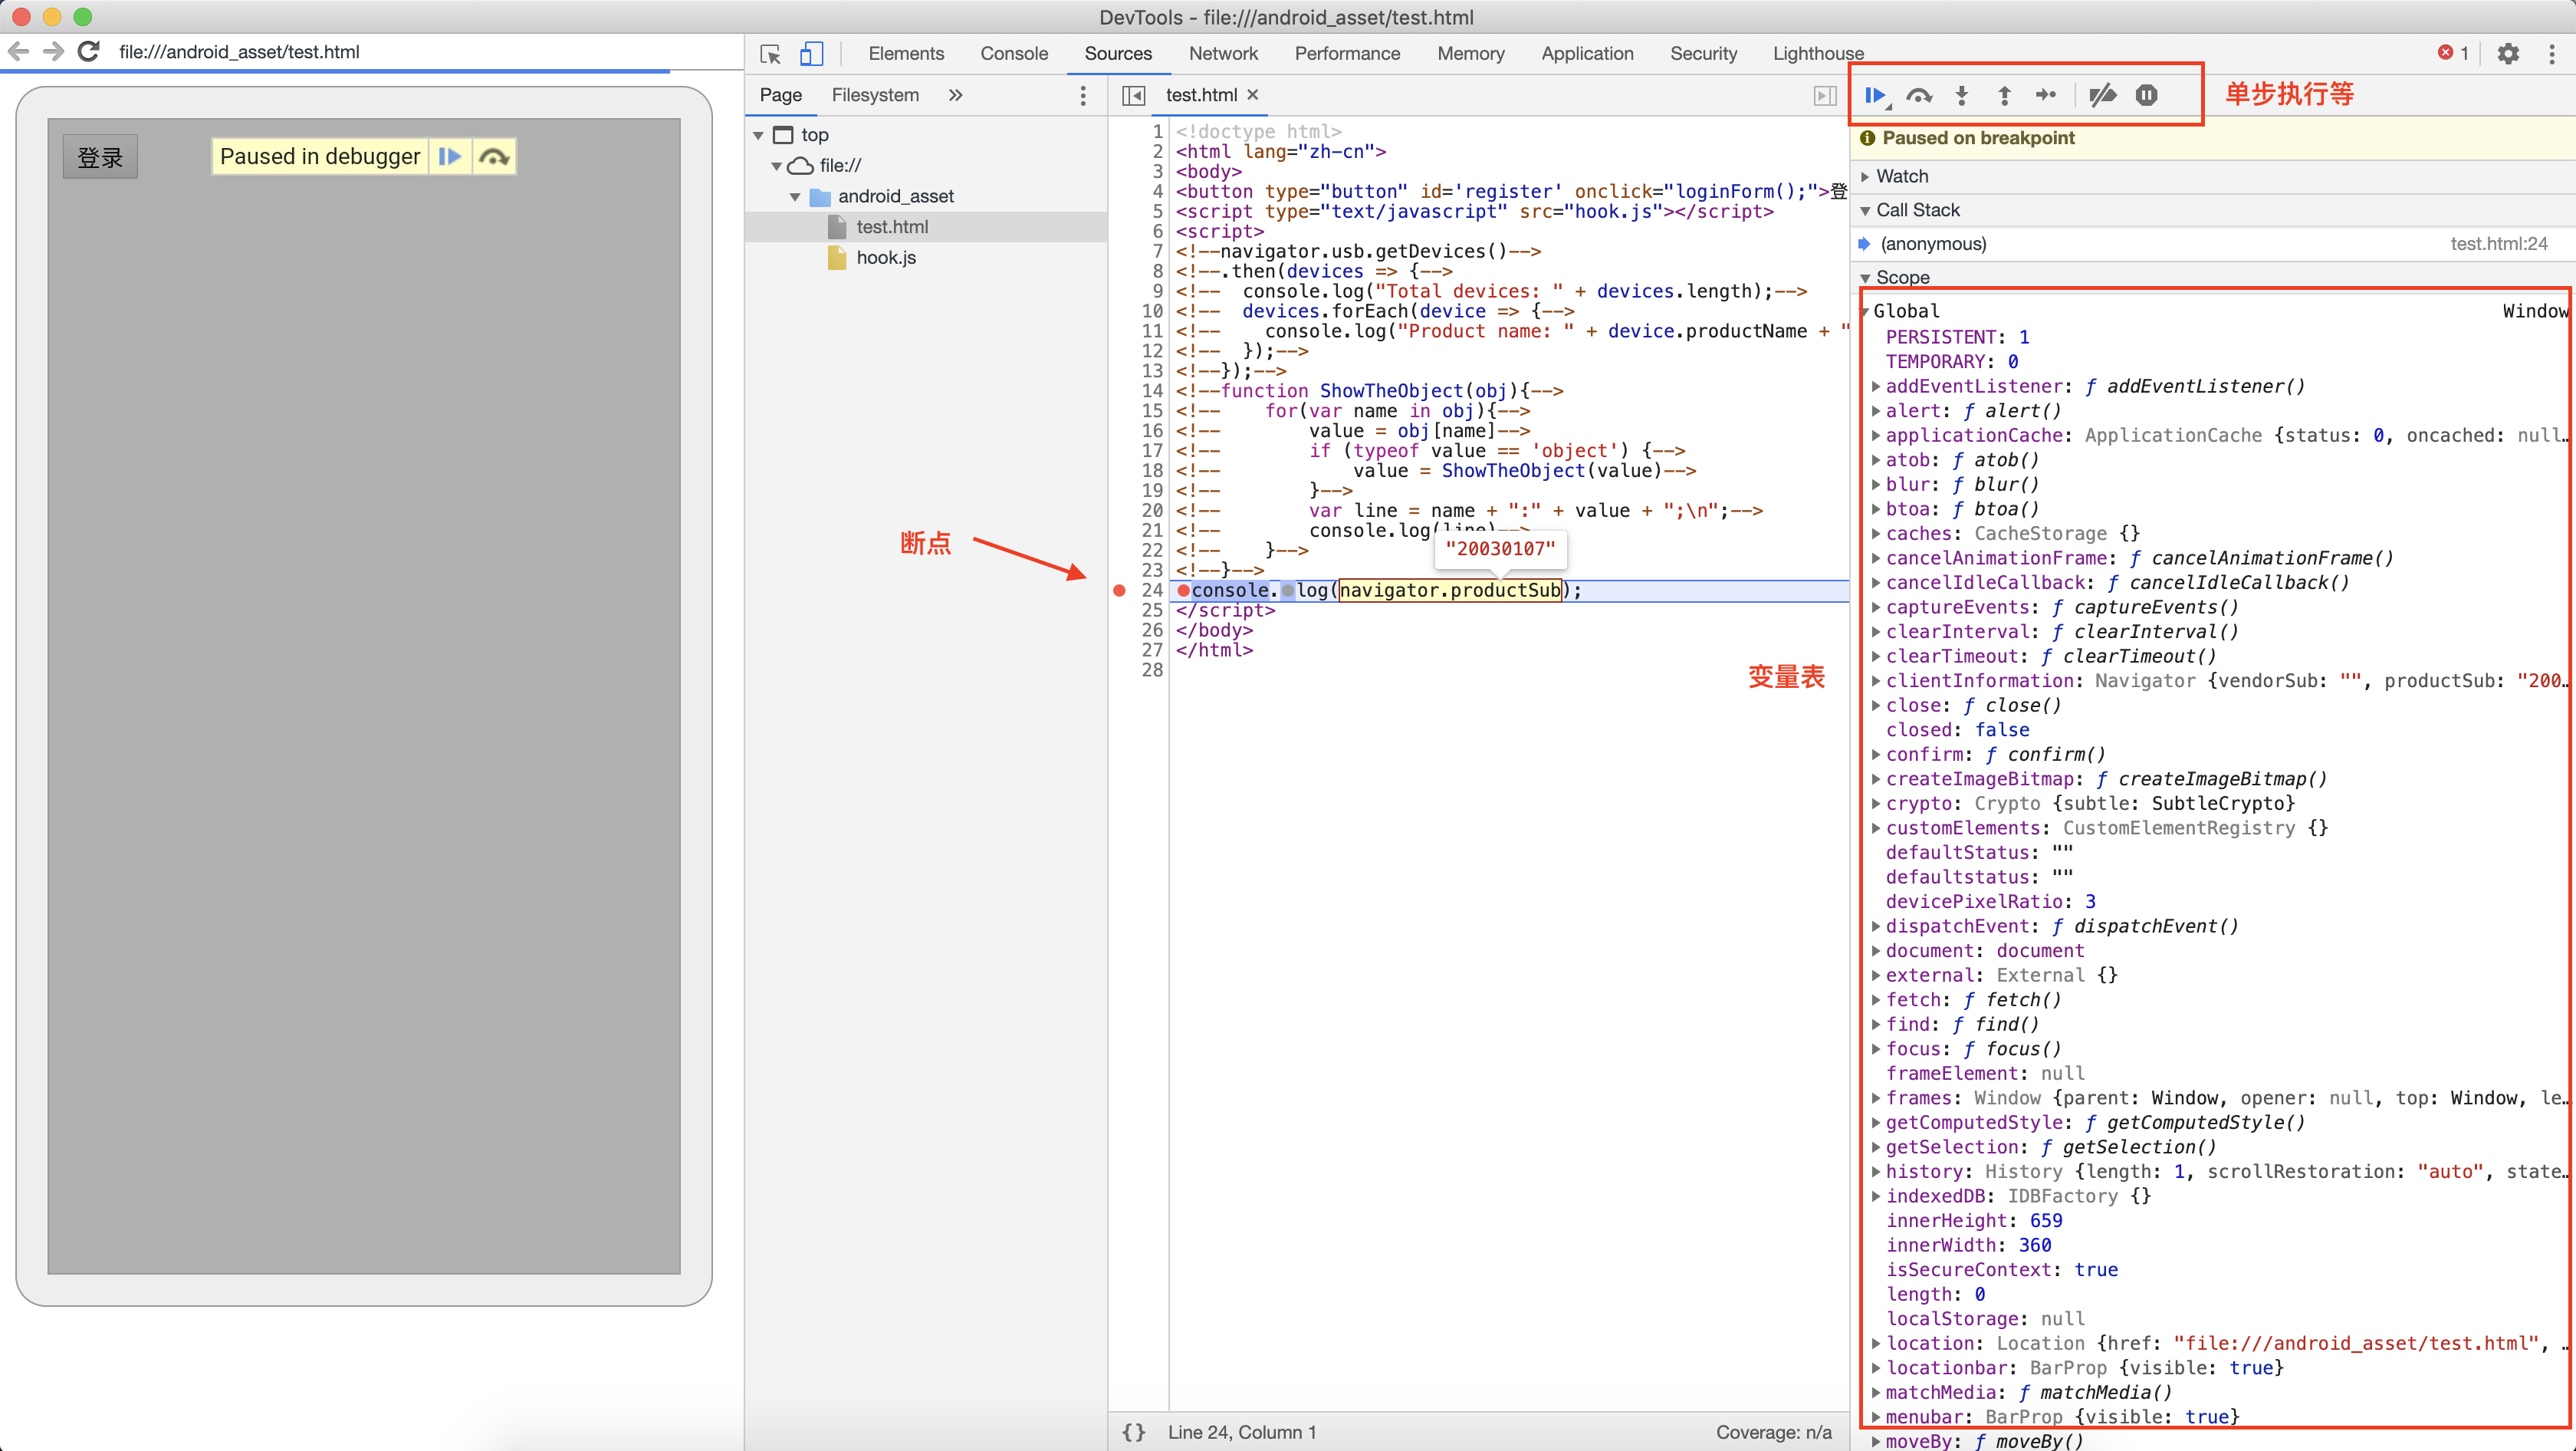 DevTools - file:///android_asset/test.html
file:///android_asset/test.html
Elements Console Sources Network Performance Memory Application Security Lighthouse 1
登录
Paused in debugger
Page Filesystem »
top
file://
android_asset
test.html
hook.js
test.html ×
断点
1 <!doctype html>
2 <html lang="zh-cn">
3 <body>
4 <button type="button" id='register' onclick="loginForm();">登
5 <script type="text/javascript" src="hook.js"></script>
6 <script>
7 <!--navigator.usb.getDevices()-->
8 <!--.then(devices => {-->
9 <!--  console.log("Total devices: " + devices.length);-->
10 <!--  devices.forEach(device => {-->
11 <!--    console.log("Product name: " + device.productName + "
12 <!--  });-->
13 <!--});-->
14 <!--function ShowTheObject(obj){-->
15 <!--    for(var name in obj){-->
16 <!--        value = obj[name]-->
17 <!--        if (typeof value == 'object') {-->
18 <!--            value = ShowTheObject(value)-->
19 <!--        }-->
20 <!--        var line = name + ":" + value + ";\n";-->
21 <!--        console.log(line)-->
22 <!--    }-->
23 <!--}-->
24 console.log(navigator.productSub);
25 </script>
26 </body>
27 </html>
28
"20030107"
变量表
{} Line 24, Column 1 Coverage: n/a
单步执行等
Paused on breakpoint
Watch
Call Stack
(anonymous) test.html:24
Scope
Global Window
PERSISTENT: 1
TEMPORARY: 0
addEventListener: ƒ addEventListener()
alert: ƒ alert()
applicationCache: ApplicationCache {status: 0, oncached: null…
atob: ƒ atob()
blur: ƒ blur()
btoa: ƒ btoa()
caches: CacheStorage {}
cancelAnimationFrame: ƒ cancelAnimationFrame()
cancelIdleCallback: ƒ cancelIdleCallback()
captureEvents: ƒ captureEvents()
clearInterval: ƒ clearInterval()
clearTimeout: ƒ clearTimeout()
clientInformation: Navigator {vendorSub: "", productSub: "200…
close: ƒ close()
closed: false
confirm: ƒ confirm()
createImageBitmap: ƒ createImageBitmap()
crypto: Crypto {subtle: SubtleCrypto}
customElements: CustomElementRegistry {}
defaultStatus: ""
defaultstatus: ""
devicePixelRatio: 3
dispatchEvent: ƒ dispatchEvent()
document: document
external: External {}
fetch: ƒ fetch()
find: ƒ find()
focus: ƒ focus()
frameElement: null
frames: Window {parent: Window, opener: null, top: Window, le…
getComputedStyle: ƒ getComputedStyle()
getSelection: ƒ getSelection()
history: History {length: 1, scrollRestoration: "auto", state…
indexedDB: IDBFactory {}
innerHeight: 659
innerWidth: 360
isSecureContext: true
length: 0
localStorage: null
location: Location {href: "file:///android_asset/test.html", …
locationbar: BarProp {visible: true}
matchMedia: ƒ matchMedia()
menubar: BarProp {visible: true}
moveBy: ƒ moveBy()